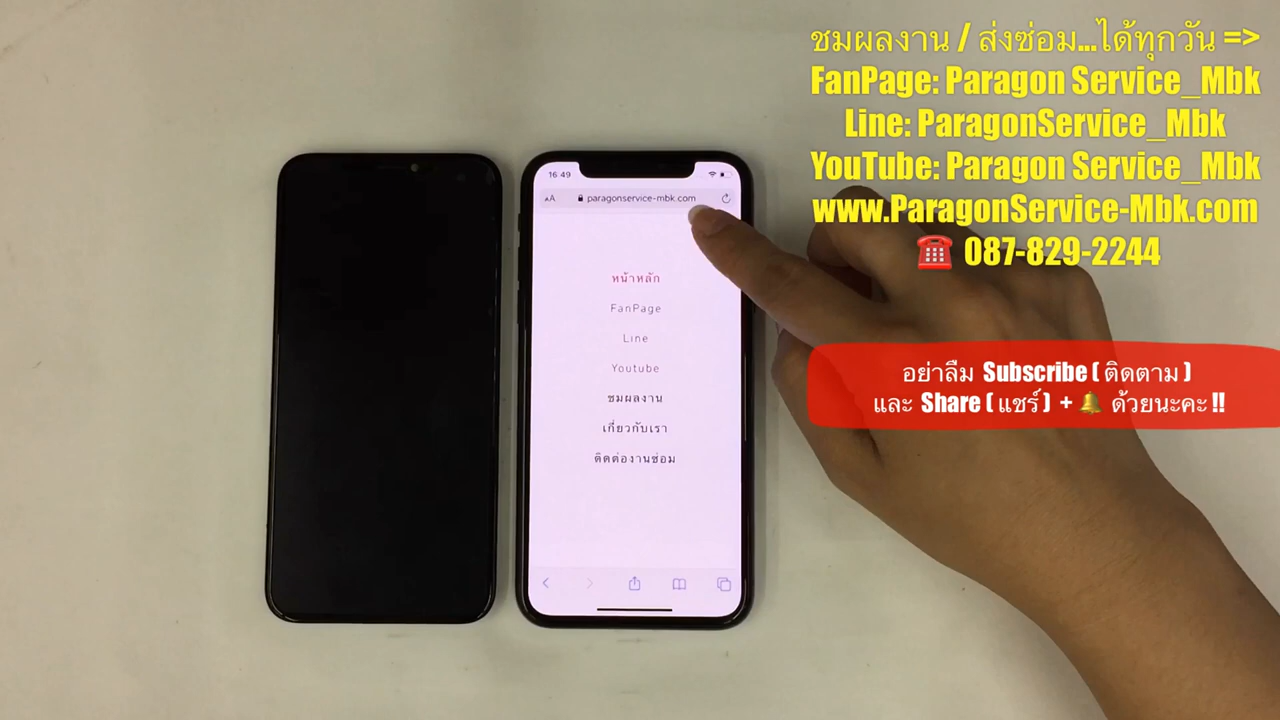 ชมผลงาน / ส่งซ่อม...ได้ทุกวัน =>
FanPage: Paragon Service_Mbk
Line: ParagonService_Mbk
YouTube: Paragon Service_Mbk
www.ParagonService-Mbk.com
☎️ 087-829-2244
16:49
AA paragonservice-mbk.com
หน้าหลัก
FanPage
Line
Youtube
ชมผลงาน
เกี่ยวกับเรา
ติดต่องานซ่อม
อย่าลืม Subscribe ( ติดตาม )
และ Share ( แชร์ ) + 🔔 ด้วยนะคะ !!